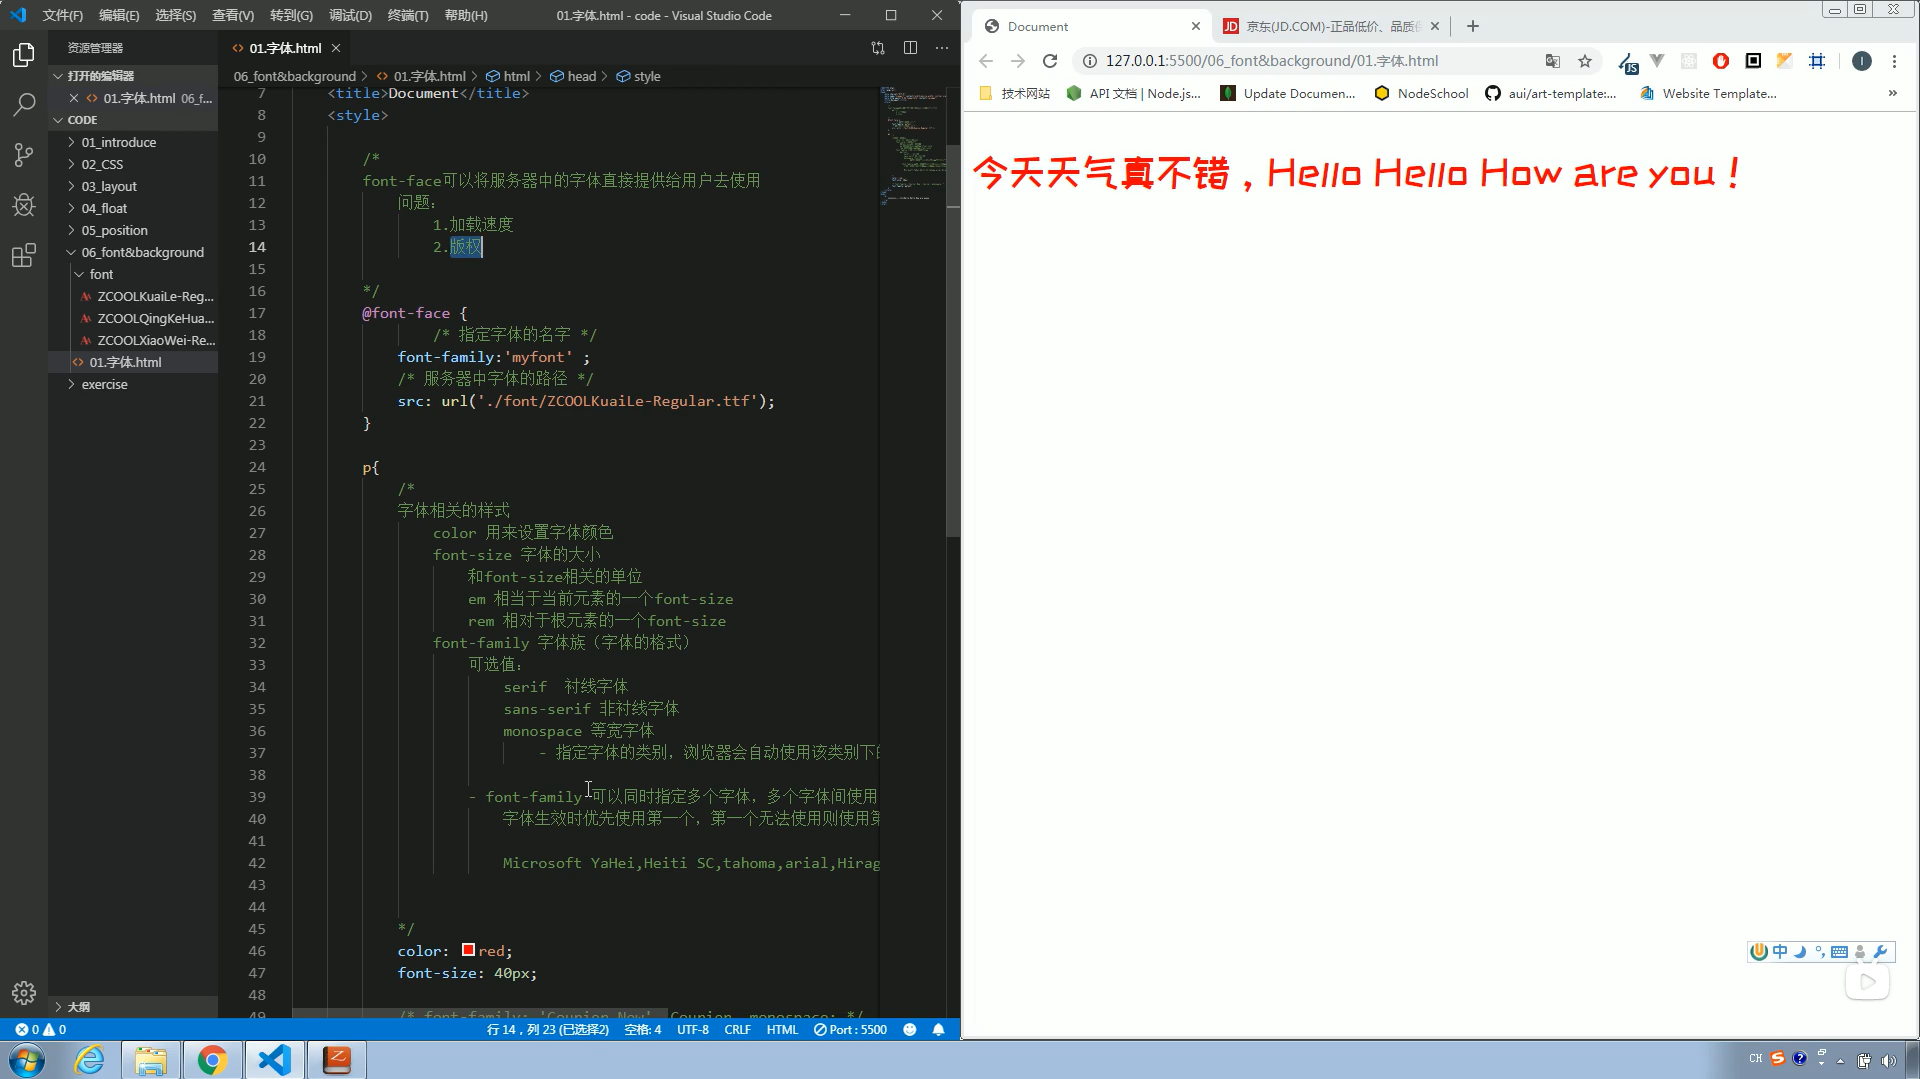 文件(F) 编辑(E) 选择(S) 查看(V) 转到(G) 调试(D) 终端(T) 帮助(H) 01.字体.html - code - Visual Studio Code
资源管理器
打开的编辑器
01.字体.html 06_f...
CODE
01_introduce
02_CSS
03_layout
04_float
05_position
06_font&background
font
ZCOOLKuaiLe-Reg...
ZCOOLQingKeHua...
ZCOOLXiaoWei-Re...
01.字体.html
exercise
大纲
01.字体.html
06_font&background > 01.字体.html > html > head > style
7 <title>Document</title>
8 <style>
9
10 /*
11 font-face可以将服务器中的字体直接提供给用户去使用
12 问题:
13 1.加载速度
14 2.版权
15
16 */
17 @font-face {
18 /* 指定字体的名字 */
19 font-family:'myfont' ;
20 /* 服务器中字体的路径 */
21 src: url('./font/ZCOOLKuaiLe-Regular.ttf');
22 }
23
24 p{
25 /*
26 字体相关的样式
27 color 用来设置字体颜色
28 font-size 字体的大小
29 和font-size相关的单位
30 em 相当于当前元素的一个font-size
31 rem 相对于根元素的一个font-size
32 font-family 字体族（字体的格式）
33 可选值:
34 serif 衬线字体
35 sans-serif 非衬线字体
36 monospace 等宽字体
37 - 指定字体的类别，浏览器会自动使用该类别下的
38
39 - font-family 可以同时指定多个字体，多个字体间使用
40 字体生效时优先使用第一个，第一个无法使用则使用第
41
42 Microsoft YaHei,Heiti SC,tahoma,arial,Hirag
43
44
45 */
46 color: red;
47 font-size: 40px;
48
49 /* font-family: 'Courier New', Courier, monospace; */
0 0 行 14，列 23 (已选择2) 空格: 4 UTF-8 CRLF HTML Port : 5500
Document
京东(JD.COM)-正品低价、品质
127.0.0.1:5500/06_font&background/01.字体.html
技术网站 API 文档 | Node.js... Update Documen... NodeSchool aui/art-template:... Website Template...
今天天气真不错，Hello Hello How are you！
中
CH